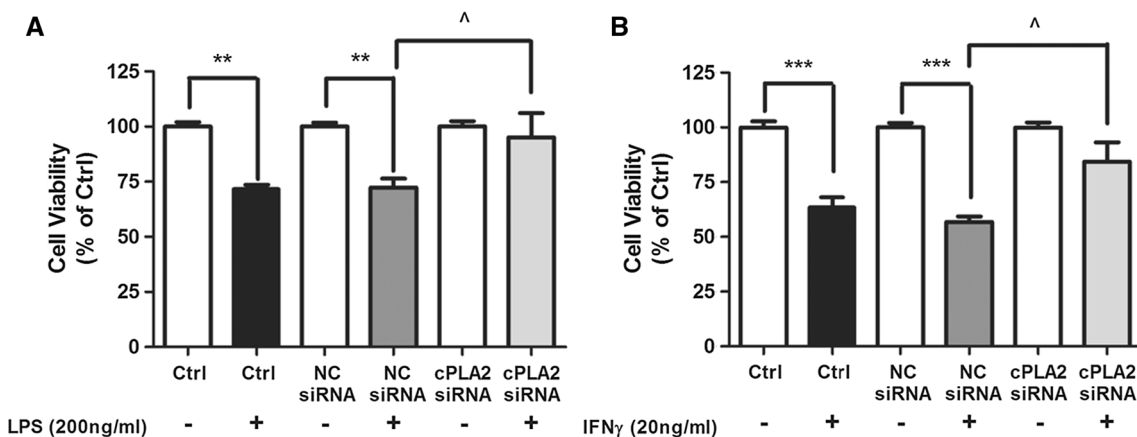 A
^
**
**
125
100
75
50
25
0
Cell Viability
(% of Ctrl)
Ctrl
Ctrl
NC
siRNA
NC
siRNA
cPLA2
siRNA
cPLA2
siRNA
LPS (200ng/ml)
-
+
-
+
-
+
B
^
***
***
125
100
75
50
25
0
Cell Viability
(% of Ctrl)
Ctrl
Ctrl
NC
siRNA
NC
siRNA
cPLA2
siRNA
cPLA2
siRNA
IFNγ (20ng/ml)
-
+
-
+
-
+